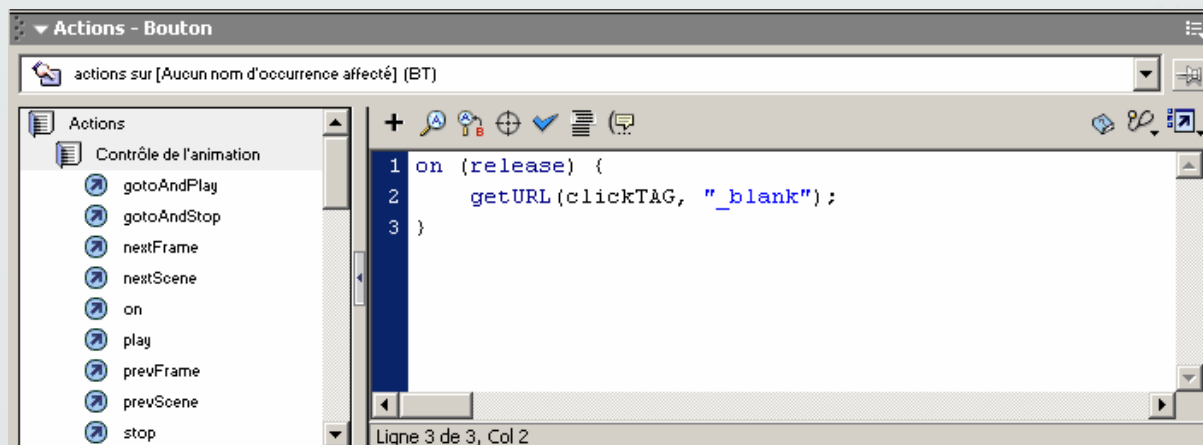 Actions - Bouton
actions sur [Aucun nom d'occurrence affecté] (BT)
Actions
Contrôle de l'animation
gotoAndPlay
gotoAndStop
nextFrame
nextScene
on
play
prevFrame
prevScene
stop
1 on (release) {
2 getURL(clickTAG, "_blank");
3 }
Ligne 3 de 3, Col 2